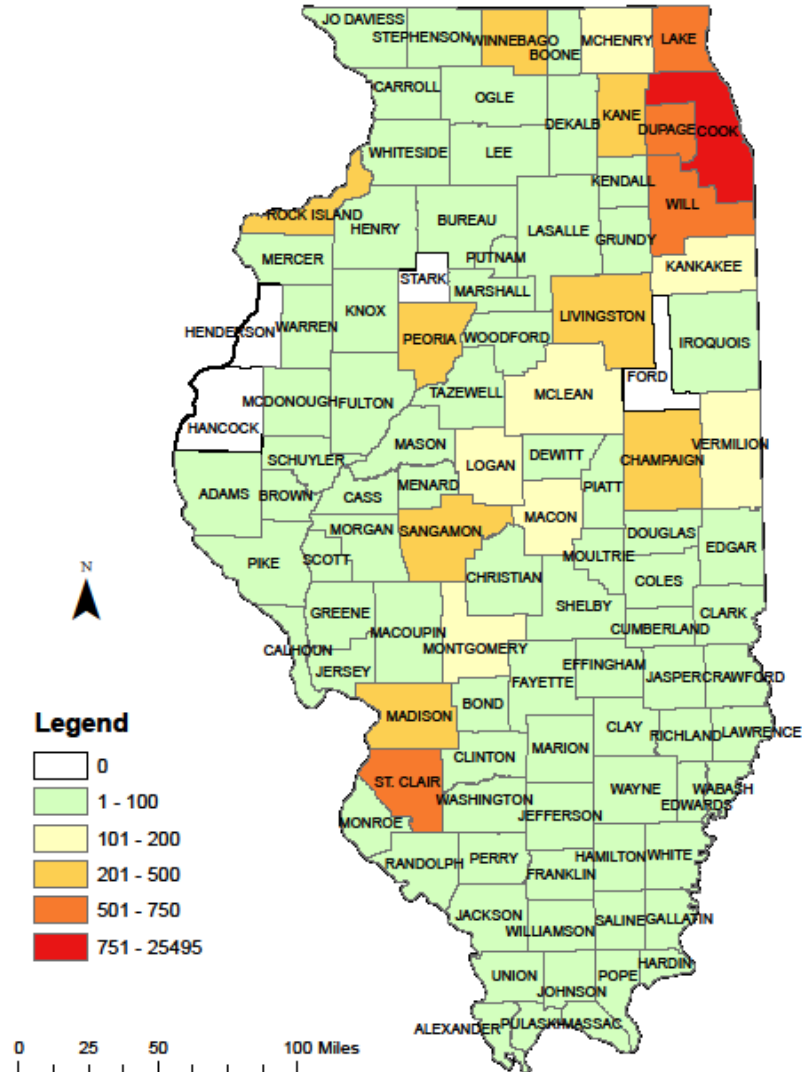 JO DAVIESS
STEPHENSON
WINNEBAGO
BOONE
MCHENRY
LAKE
CARROLL
OGLE
DEKALB
KANE
DUPAGE
COOK
WHITESIDE
LEE
KENDALL
WILL
ROCK ISLAND
HENRY
BUREAU
LASALLE
GRUNDY
MERCER
PUTNAM
KANKAKEE
STARK
MARSHALL
HENDERSON
WARREN
KNOX
PEORIA
WOODFORD
LIVINGSTON
IROQUOIS
FORD
MCDONOUGH
FULTON
TAZEWELL
MCLEAN
HANCOCK
MASON
VERMILION
SCHUYLER
LOGAN
DEWITT
CHAMPAIGN
ADAMS
BROWN
CASS
MENARD
PIATT
MORGAN
SANGAMON
MACON
DOUGLAS
EDGAR
PIKE
SCOTT
MOULTRIE
CHRISTIAN
COLES
N
GREENE
SHELBY
CLARK
MACOUPIN
CUMBERLAND
CALHOUN
MONTGOMERY
EFFINGHAM
JERSEY
FAYETTE
JASPER
CRAWFORD
BOND
MADISON
CLAY
RICHLAND
LAWRENCE
MARION
CLINTON
ST. CLAIR
WAYNE
WABASH
WASHINGTON
EDWARDS
JEFFERSON
MONROE
RANDOLPH
PERRY
HAMILTON
WHITE
FRANKLIN
JACKSON
WILLIAMSON
SALINE
GALLATIN
UNION
POPE
HARDIN
JOHNSON
ALEXANDER
PULASKI
MASSAC
Legend
0
1 - 100
101 - 200
201 - 500
501 - 750
751 - 25495
0 25 50 100 Miles